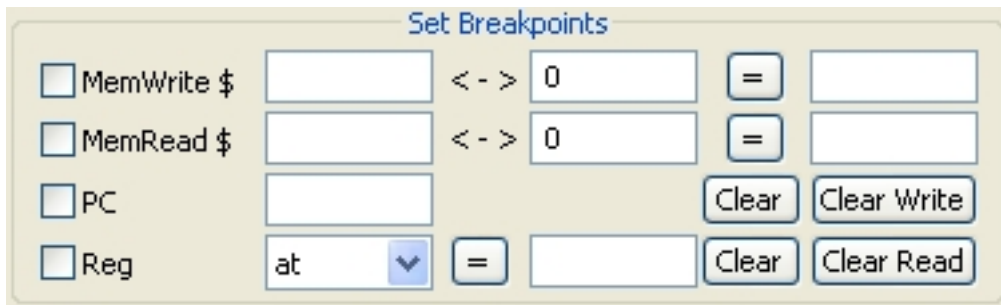 Set Breakpoints
MemWrite $ < - > 0 =
MemRead $ < - > 0 =
PC Clear Clear Write
Reg at = Clear Clear Read